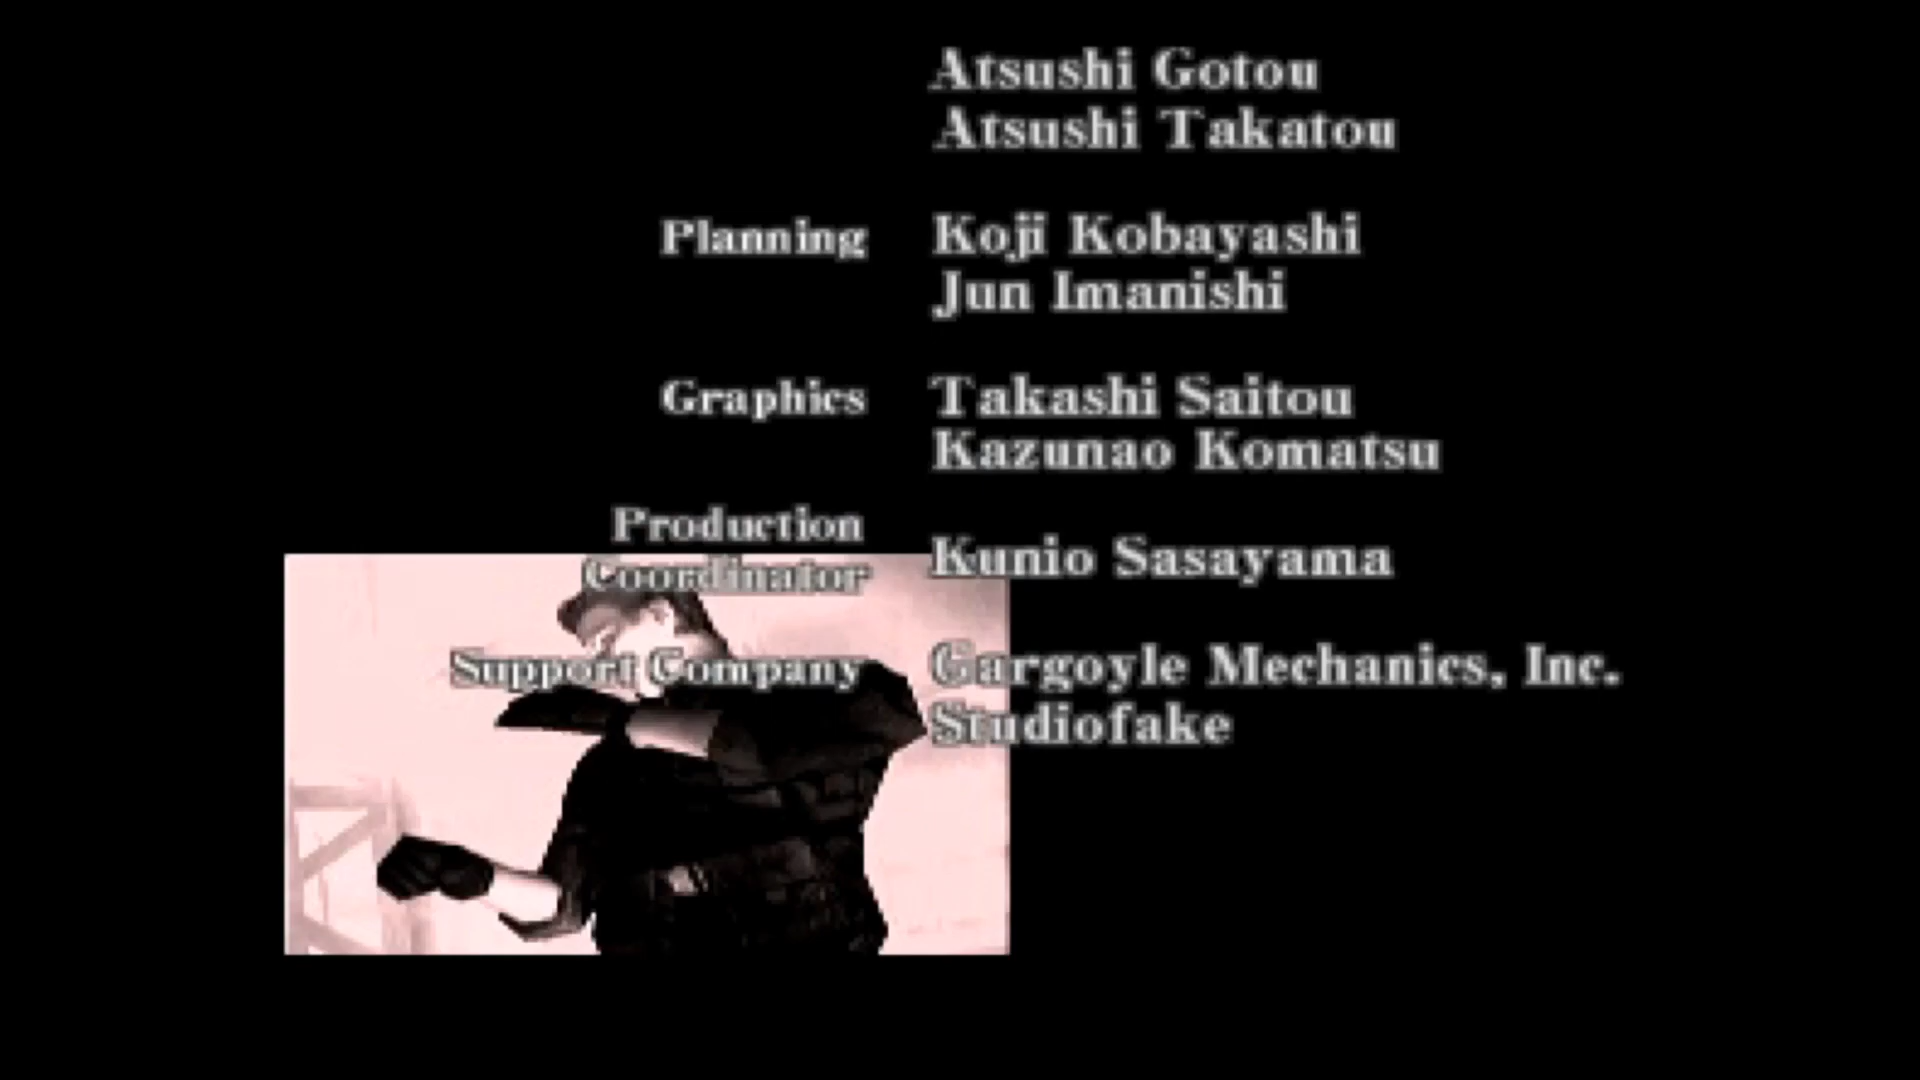 Atsushi Gotou
Atsushi Takatou
Planning Koji Kobayashi
Jun Imanishi
Graphics Takashi Saitou
Kazunao Komatsu
Production
Coordinator Kunio Sasayama
Support Company Gargoyle Mechanics, Inc.
Studiofake